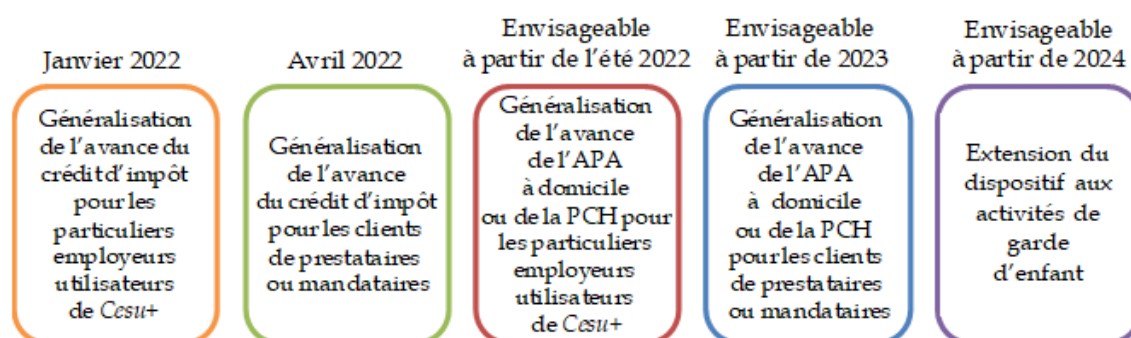 Janvier 2022
Généralisation
de l'avance du
crédit d'impôt
pour les
particuliers
employeurs
utilisateurs
de Cesu+
Avril 2022
Généralisation
de l'avance
du crédit d'impôt
pour les clients
de prestataires
ou mandataires
Envisageable
à partir de l'été 2022
Généralisation
de l'avance
de l'APA
à domicile
ou de la PCH pour
les particuliers
employeurs
utilisateurs
de Cesu+
Envisageable
à partir de 2023
Généralisation
de l'avance
de l'APA
à domicile
ou de la PCH
pour les clients
de prestataires
ou mandataires
Envisageable
à partir de 2024
Extension du
dispositif aux
activités de
garde
d'enfant